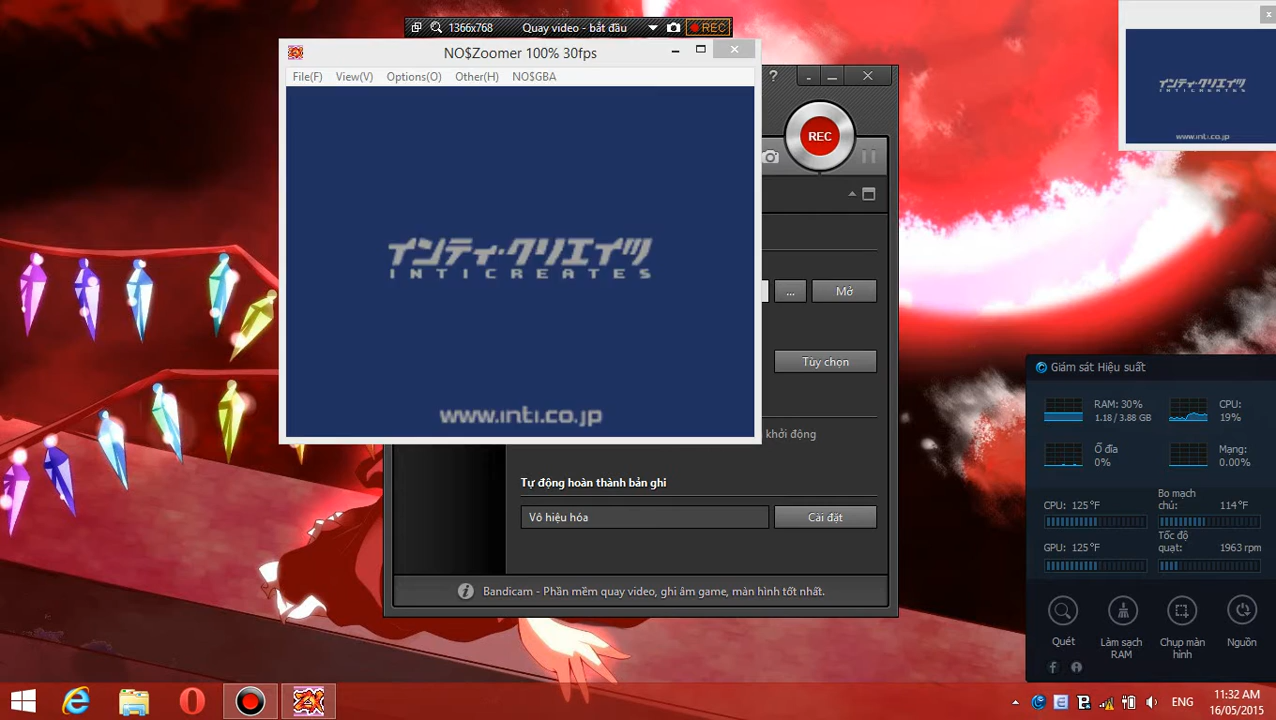 1366x768 Quay video - bắt đầu REC
NO$Zoomer 100% 30fps
File(F) View(V) Options(O) Other(H) NO$GBA
インティ・クリエイツ
INTICREATES
www.inti.co.jp
?
REC
... Mở
Tùy chọn
khởi động
Tự động hoàn thành bản ghi
Vô hiệu hóa Cài đặt
Bandicam - Phần mềm quay video, ghi âm game, màn hình tốt nhất.
インティ・クリエイツ
INTICREATES
www.inti.co.jp
Giám sát Hiệu suất
RAM: 30%
1.18 / 3.88 GB
CPU:
19%
Ổ đĩa
0%
Mạng:
0.00%
CPU: 125°F
Bo mạch
chủ: 114°F
GPU: 125°F
Tốc độ
quạt: 1963 rpm
Quét
Làm sạch
RAM
Chụp màn
hình
Nguồn
ENG
11:32 AM
16/05/2015